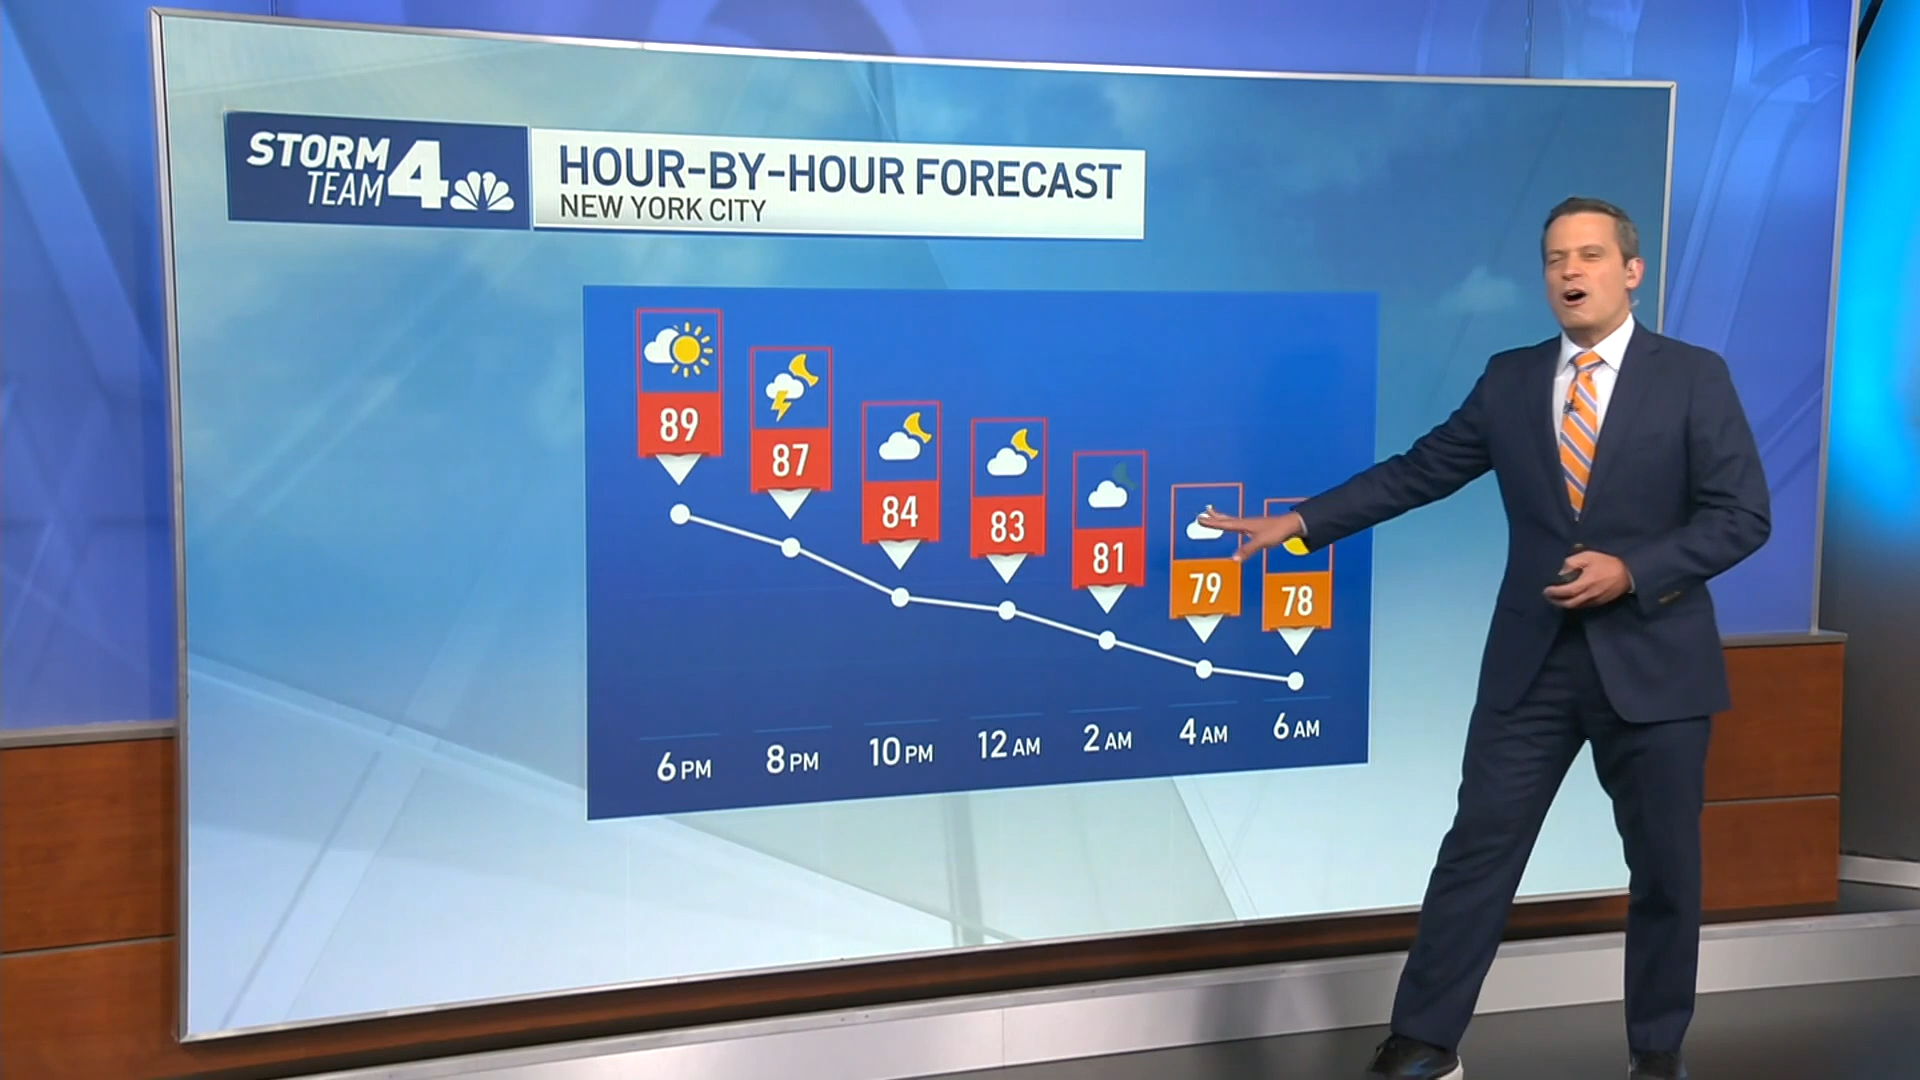 STORM
TEAM 4
HOUR-BY-HOUR FORECAST
NEW YORK CITY
89
87
84
83
81
79
78
6 PM
8 PM
10 PM
12 AM
2 AM
4 AM
6 AM